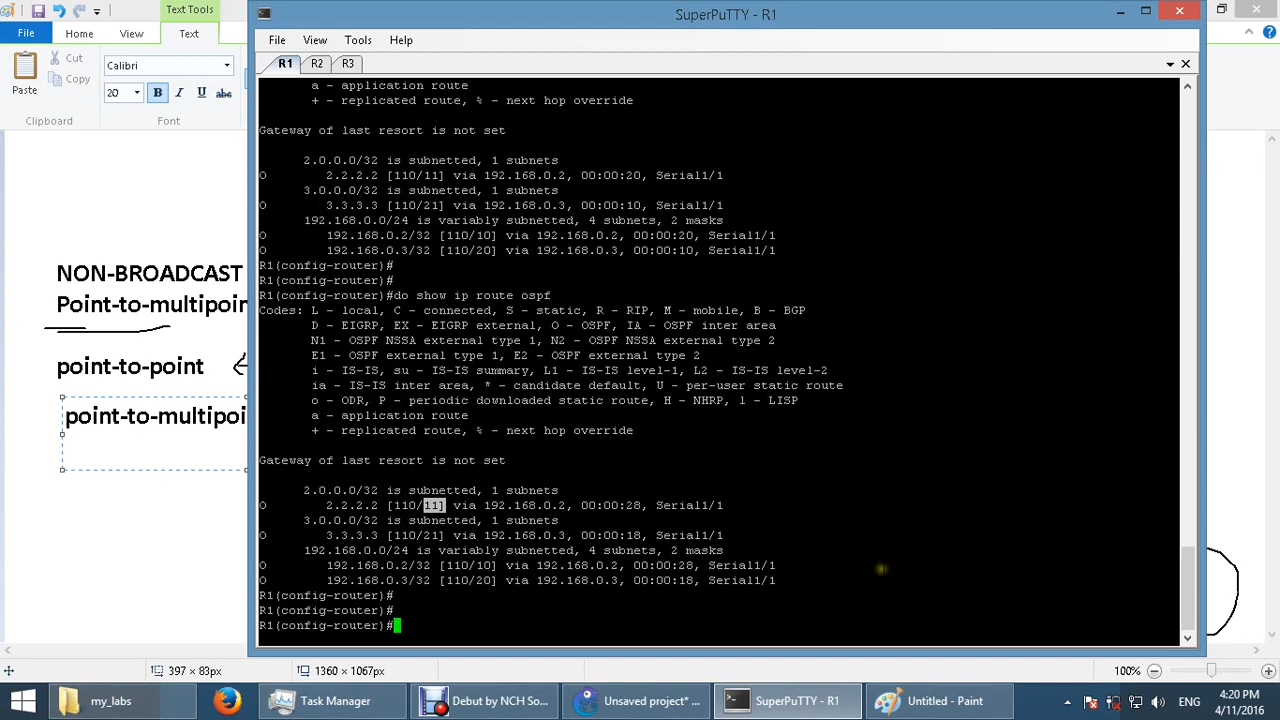 Text Tools
SuperPuTTY - R1
File
Home
View
Text
File View Tools Help
Paste
Cut
Copy
Calibri
20
B I U abc
Clipboard
Font
R1 R2 R3
a - application route
+ - replicated route, % - next hop override
Gateway of last resort is not set
2.0.0.0/32 is subnetted, 1 subnets
O 2.2.2.2 [110/11] via 192.168.0.2, 00:00:20, Serial1/1
3.0.0.0/32 is subnetted, 1 subnets
O 3.3.3.3 [110/21] via 192.168.0.3, 00:00:10, Serial1/1
192.168.0.0/24 is variably subnetted, 4 subnets, 2 masks
O 192.168.0.2/32 [110/10] via 192.168.0.2, 00:00:20, Serial1/1
O 192.168.0.3/32 [110/20] via 192.168.0.3, 00:00:10, Serial1/1
R1(config-router)#
R1(config-router)#
R1(config-router)#do show ip route ospf
Codes: L - local, C - connected, S - static, R - RIP, M - mobile, B - BGP
D - EIGRP, EX - EIGRP external, O - OSPF, IA - OSPF inter area
N1 - OSPF NSSA external type 1, N2 - OSPF NSSA external type 2
E1 - OSPF external type 1, E2 - OSPF external type 2
i - IS-IS, su - IS-IS summary, L1 - IS-IS level-1, L2 - IS-IS level-2
ia - IS-IS inter area, * - candidate default, U - per-user static route
o - ODR, P - periodic downloaded static route, H - NHRP, l - LISP
a - application route
+ - replicated route, % - next hop override
Gateway of last resort is not set
2.0.0.0/32 is subnetted, 1 subnets
O 2.2.2.2 [110/11] via 192.168.0.2, 00:00:28, Serial1/1
3.0.0.0/32 is subnetted, 1 subnets
O 3.3.3.3 [110/21] via 192.168.0.3, 00:00:18, Serial1/1
192.168.0.0/24 is variably subnetted, 4 subnets, 2 masks
O 192.168.0.2/32 [110/10] via 192.168.0.2, 00:00:28, Serial1/1
O 192.168.0.3/32 [110/20] via 192.168.0.3, 00:00:18, Serial1/1
R1(config-router)#
R1(config-router)#
R1(config-router)#
NON-BROADCAST
Point-to-multipoin
point-to-point
point-to-multipoi
397 × 83px
1360 × 1067px
100%
my_labs
Task Manager
Debut by NCH So...
Unsaved project*...
SuperPuTTY - R1
Untitled - Paint
ENG
4:20 PM
4/11/2016